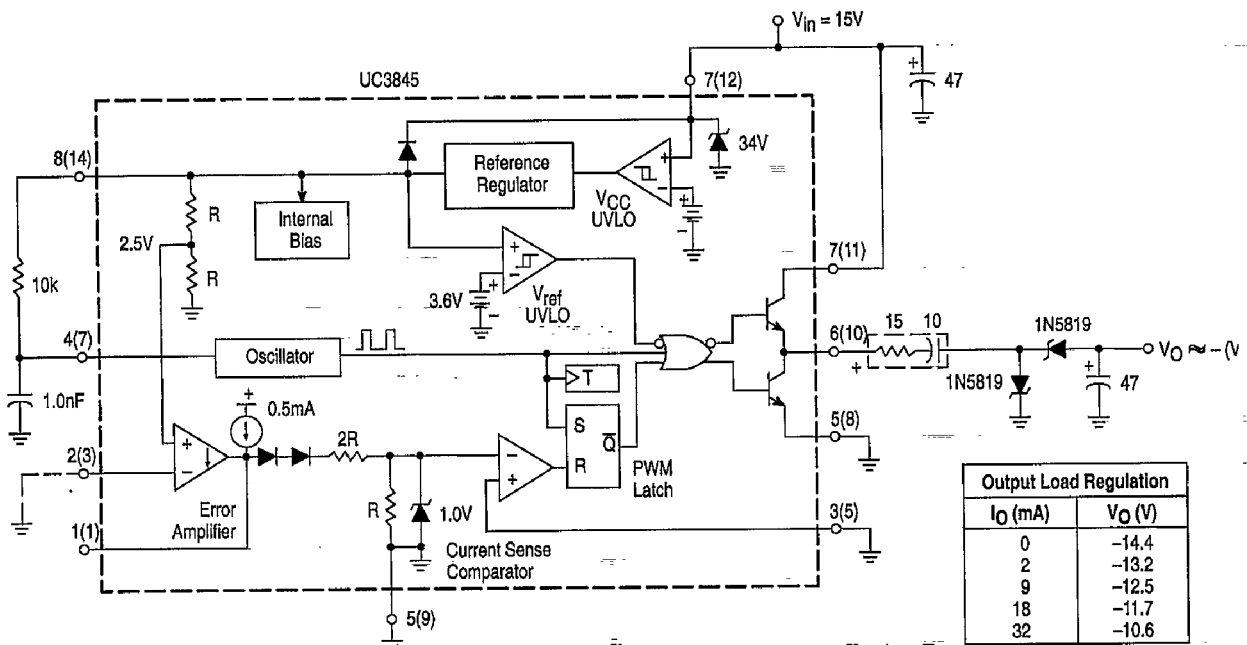 Vin = 15V
UC3845
7(12)
+
47
34V
8(14)
Reference
Regulator
+
−
VCC
UVLO
+
−
R
Internal
Bias
2.5V
R
7(11)
10k
+
−
3.6V
+
−
Vref
UVLO
4(7)
Oscillator
6(10)
15
10
+
1N5819
VO ≈ −(V
1N5819
+
47
T
1.0nF
+
0.5mA
S
Q
R
PWM
Latch
5(8)
2(3)
+
−
2R
−
+
Error
Amplifier
R
1.0V
3(5)
1(1)
Current Sense
Comparator
5(9)
Output Load Regulation
IO (mA) VO (V)
0 −14.4
2 −13.2
9 −12.5
18 −11.7
32 −10.6